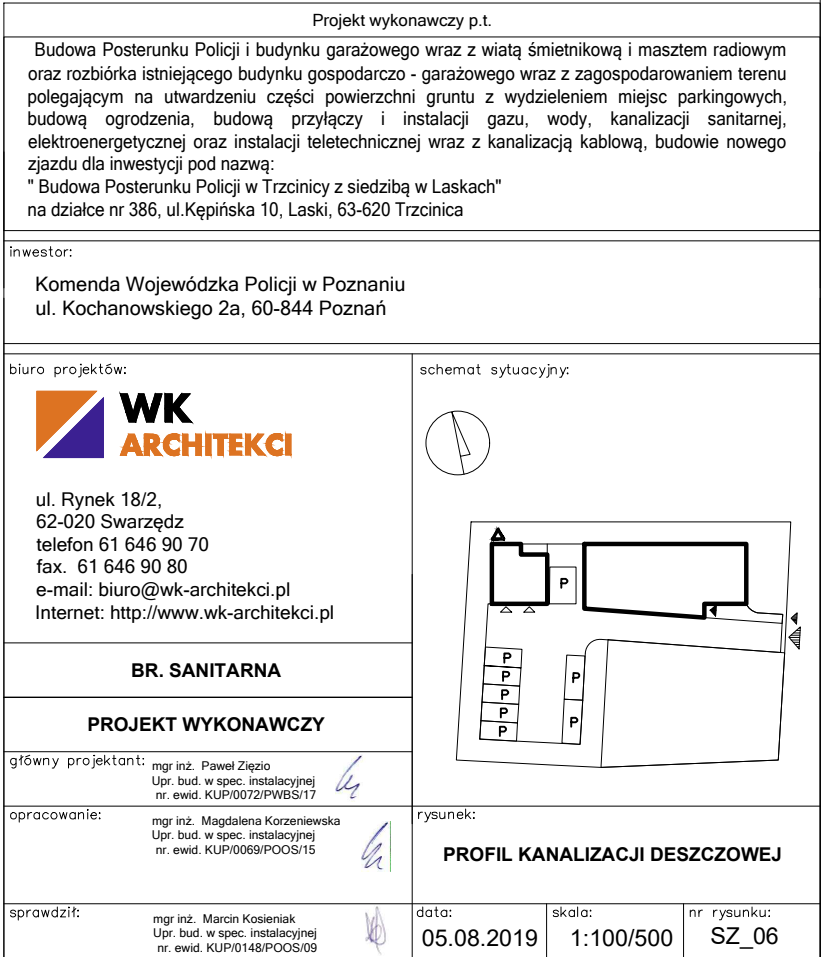 Projekt wykonawczy p.t.
Budowa Posterunku Policji i budynku garażowego wraz z wiatą śmietnikową i masztem radiowym
oraz rozbiórka istniejącego budynku gospodarczo - garażowego wraz z zagospodarowaniem terenu
polegającym na utwardzeniu części powierzchni gruntu z wydzieleniem miejsc parkingowych,
budową ogrodzenia, budową przyłączy i instalacji gazu, wody, kanalizacji sanitarnej,
elektroenergetycznej oraz instalacji teletechnicznej wraz z kanalizacją kablową, budowie nowego
zjazdu dla inwestycji pod nazwą:
" Budowa Posterunku Policji w Trzcinicy z siedzibą w Laskach"
na działce nr 386, ul.Kępińska 10, Laski, 63-620 Trzcinica
inwestor:
Komenda Wojewódzka Policji w Poznaniu
ul. Kochanowskiego 2a, 60-844 Poznań
biuro projektów:
WK
ARCHITEKCI
ul. Rynek 18/2,
62-020 Swarzędz
telefon 61 646 90 70
fax. 61 646 90 80
e-mail: biuro@wk-architekci.pl
Internet: http://www.wk-architekci.pl
schemat sytuacyjny:
P
P
P
P
P
P
P
P
BR. SANITARNA
PROJEKT WYKONAWCZY
główny projektant:
mgr inż. Paweł Zięzio
Upr. bud. w spec. instalacyjnej
nr. ewid. KUP/0072/PWBS/17
opracowanie:
mgr inż. Magdalena Korzeniewska
Upr. bud. w spec. instalacyjnej
nr. ewid. KUP/0069/POOS/15
rysunek:
PROFIL KANALIZACJI DESZCZOWEJ
sprawdził:
mgr inż. Marcin Kosieniak
Upr. bud. w spec. instalacyjnej
nr. ewid. KUP/0148/POOS/09
data:
05.08.2019
skala:
1:100/500
nr rysunku:
SZ_06